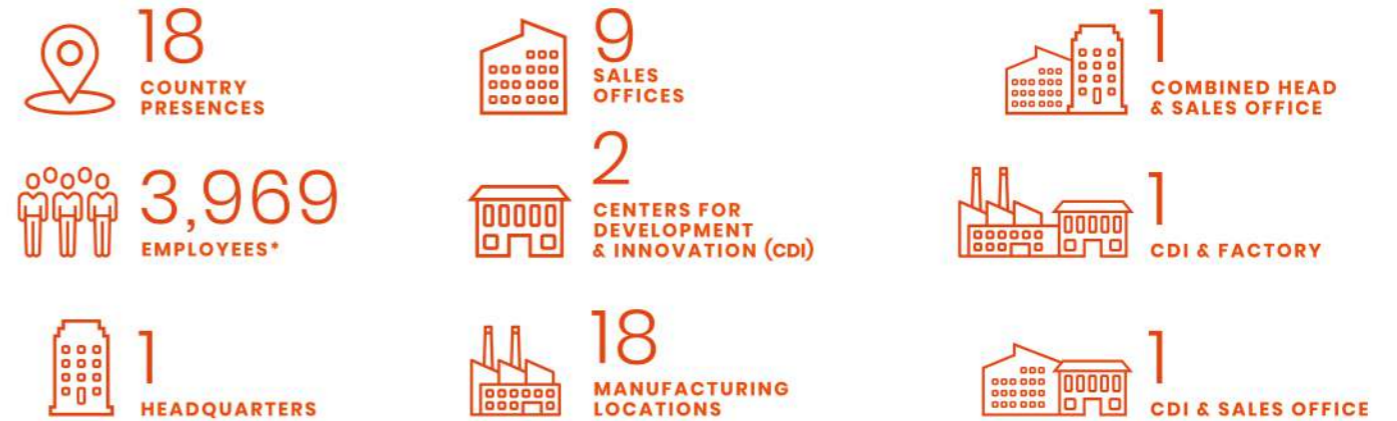 18
COUNTRY
PRESENCES
3,969
EMPLOYEES*
1
HEADQUARTERS
9
SALES
OFFICES
2
CENTERS FOR
DEVELOPMENT
& INNOVATION (CDI)
18
MANUFACTURING
LOCATIONS
1
COMBINED HEAD
& SALES OFFICE
1
CDI & FACTORY
1
CDI & SALES OFFICE